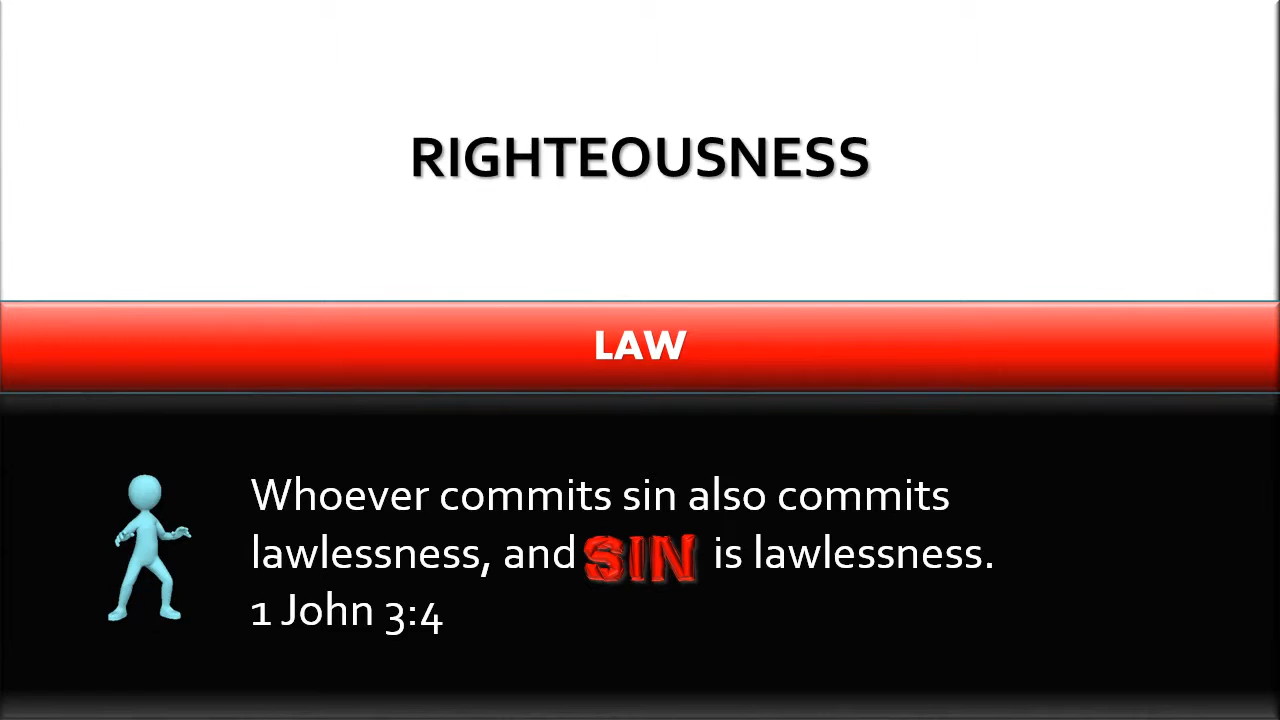 RIGHTEOUSNESS
LAW
Whoever commits sin also commits
lawlessness, and SIN is lawlessness.
1 John 3:4